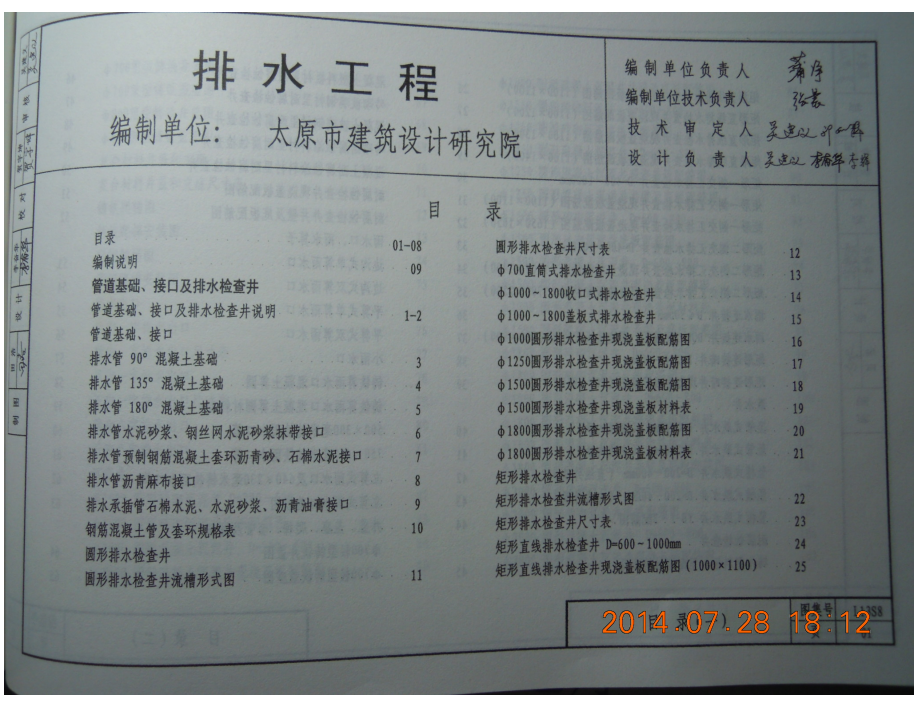 排水工程
编制单位： 太原市建筑设计研究院
编制单位负责人
编制单位技术负责人
技术审定人
设计负责人
目 录
目录 01-08
编制说明 09
管道基础、接口及排水检查井
管道基础、接口及排水检查井说明 1-2
管道基础、接口
排水管 90° 混凝土基础 3
排水管 135° 混凝土基础 4
排水管 180° 混凝土基础 5
排水管水泥砂浆、钢丝网水泥砂浆抹带接口 6
排水管预制钢筋混凝土套环沥青砂、石棉水泥接口 7
排水管沥青麻布接口 8
排水承插管石棉水泥、水泥砂浆、沥青油膏接口 9
钢筋混凝土管及套环规格表 10
圆形排水检查井
圆形排水检查井流槽形式图 11
圆形排水检查井尺寸表 12
φ700直筒式排水检查井 13
φ1000~1800收口式排水检查井 14
φ1000~1800盖板式排水检查井 15
φ1000圆形排水检查井现浇盖板配筋图 16
φ1250圆形排水检查井现浇盖板配筋图 17
φ1500圆形排水检查井现浇盖板配筋图 18
φ1500圆形排水检查井现浇盖板材料表 19
φ1800圆形排水检查井现浇盖板配筋图 20
φ1800圆形排水检查井现浇盖板材料表 21
矩形排水检查井
矩形排水检查井流槽形式图 22
矩形排水检查井尺寸表 23
矩形直线排水检查井 D=600~1000mm 24
矩形直线排水检查井现浇盖板配筋图(1000×1100) 25
目录(一)
图集号 L13S8
页
2014.07.28 18:12
审核
校对
设计
制图